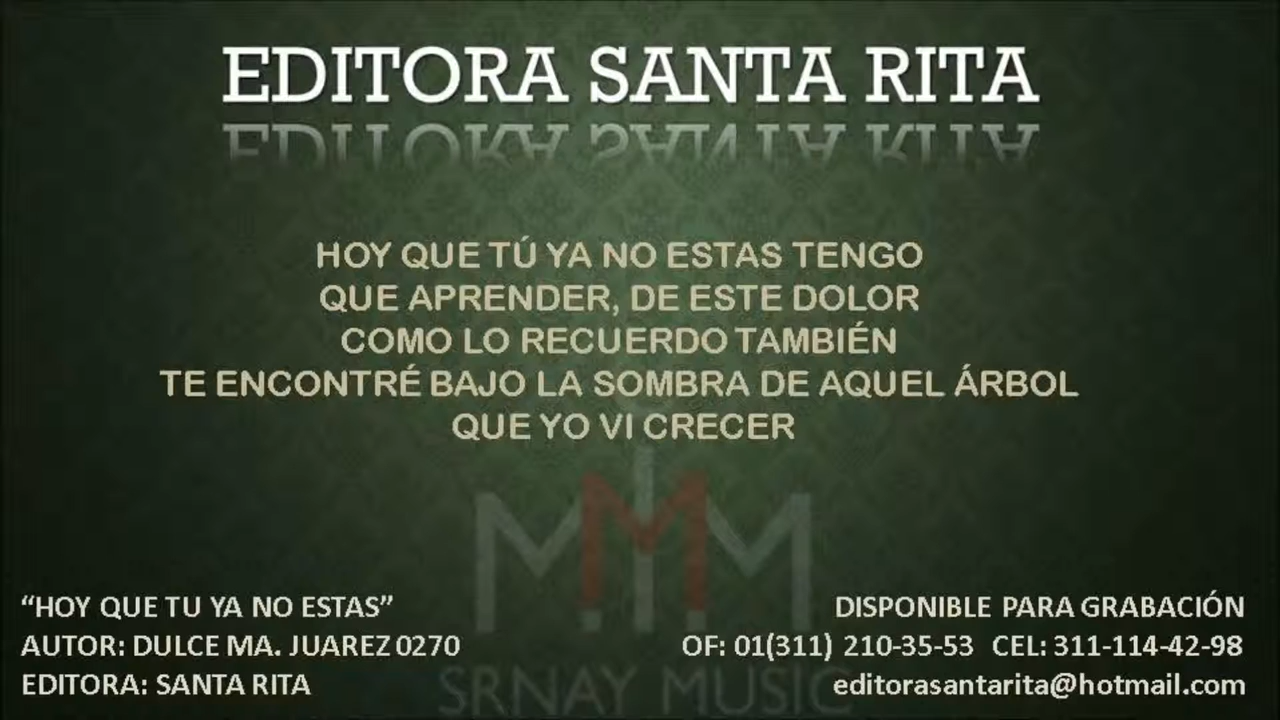 EDITORA SANTA RITA
HOY QUE TÚ YA NO ESTAS TENGO
QUE APRENDER, DE ESTE DOLOR
COMO LO RECUERDO TAMBIÉN
TE ENCONTRÉ BAJO LA SOMBRA DE AQUEL ÁRBOL
QUE YO VI CRECER
“HOY QUE TU YA NO ESTAS”
AUTOR: DULCE MA. JUAREZ 0270
EDITORA: SANTA RITA
DISPONIBLE PARA GRABACIÓN
OF: 01(311) 210-35-53 CEL: 311-114-42-98
editorasantarita@hotmail.com
SRNAY MUSIC